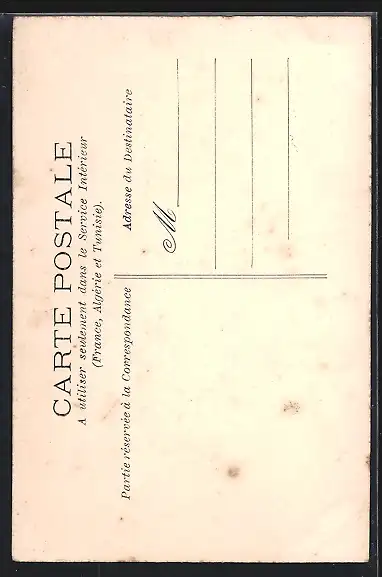 CARTE POSTALE
A utiliser seulement dans le Service Intérieur
(France, Algérie et Tunisie).
Partie réservée à la Correspondance
Adresse du Destinataire
M